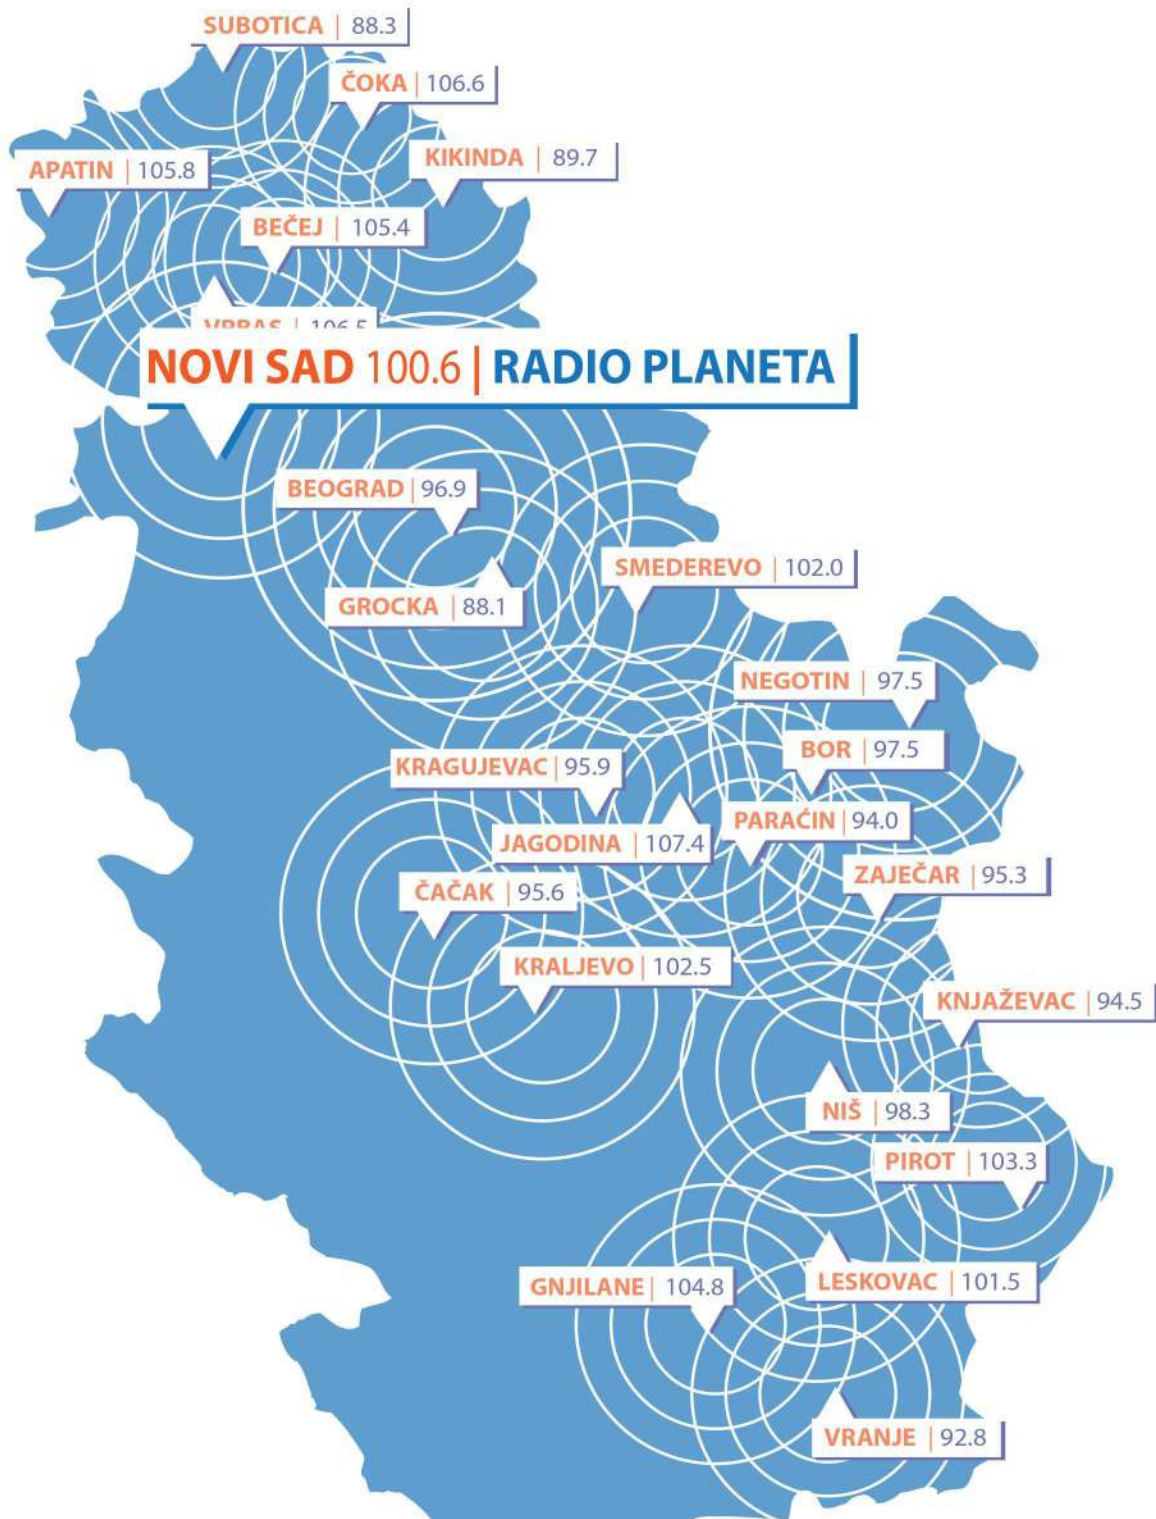 SUBOTICA | 88.3
ČOKA | 106.6
KIKINDA | 89.7
APATIN | 105.8
BEČEJ | 105.4
VRBAS | 106.5
NOVI SAD 100.6 | RADIO PLANETA
BEOGRAD | 96.9
SMEDEREVO | 102.0
GROCKA | 88.1
NEGOTIN | 97.5
BOR | 97.5
KRAGUJEVAC | 95.9
PARAĆIN | 94.0
JAGODINA | 107.4
ZAJEČAR | 95.3
ČAČAK | 95.6
KRALJEVO | 102.5
KNJAŽEVAC | 94.5
NIŠ | 98.3
PIROT | 103.3
LESKOVAC | 101.5
GNJILANE | 104.8
VRANJE | 92.8